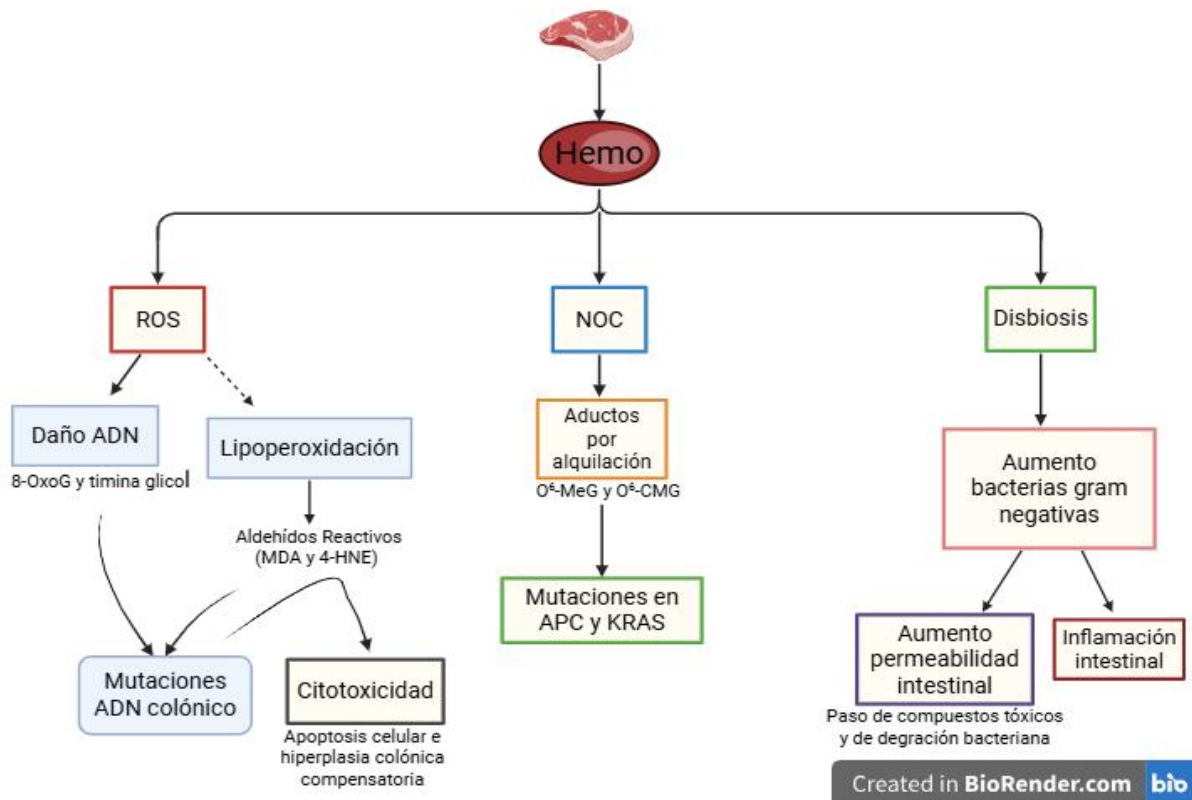 Hemo
ROS
NOC
Disbiosis
Daño ADN
8-OxoG y timina glicol
Lipoperoxidación
Aldehídos Reactivos
(MDA y 4-HNE)
Mutaciones
ADN colónico
Citotoxicidad
Apoptosis celular e
hiperplasia colónica
compensatoria
Aductos
por
alquilación
O⁶-MeG y O⁶-CMG
Mutaciones en
APC y KRAS
Aumento
bacterias gram
negativas
Aumento
permeabilidad
intestinal
Paso de compuestos tóxicos
y de degración bacteriana
Inflamación
intestinal
Created in BioRender.com bio